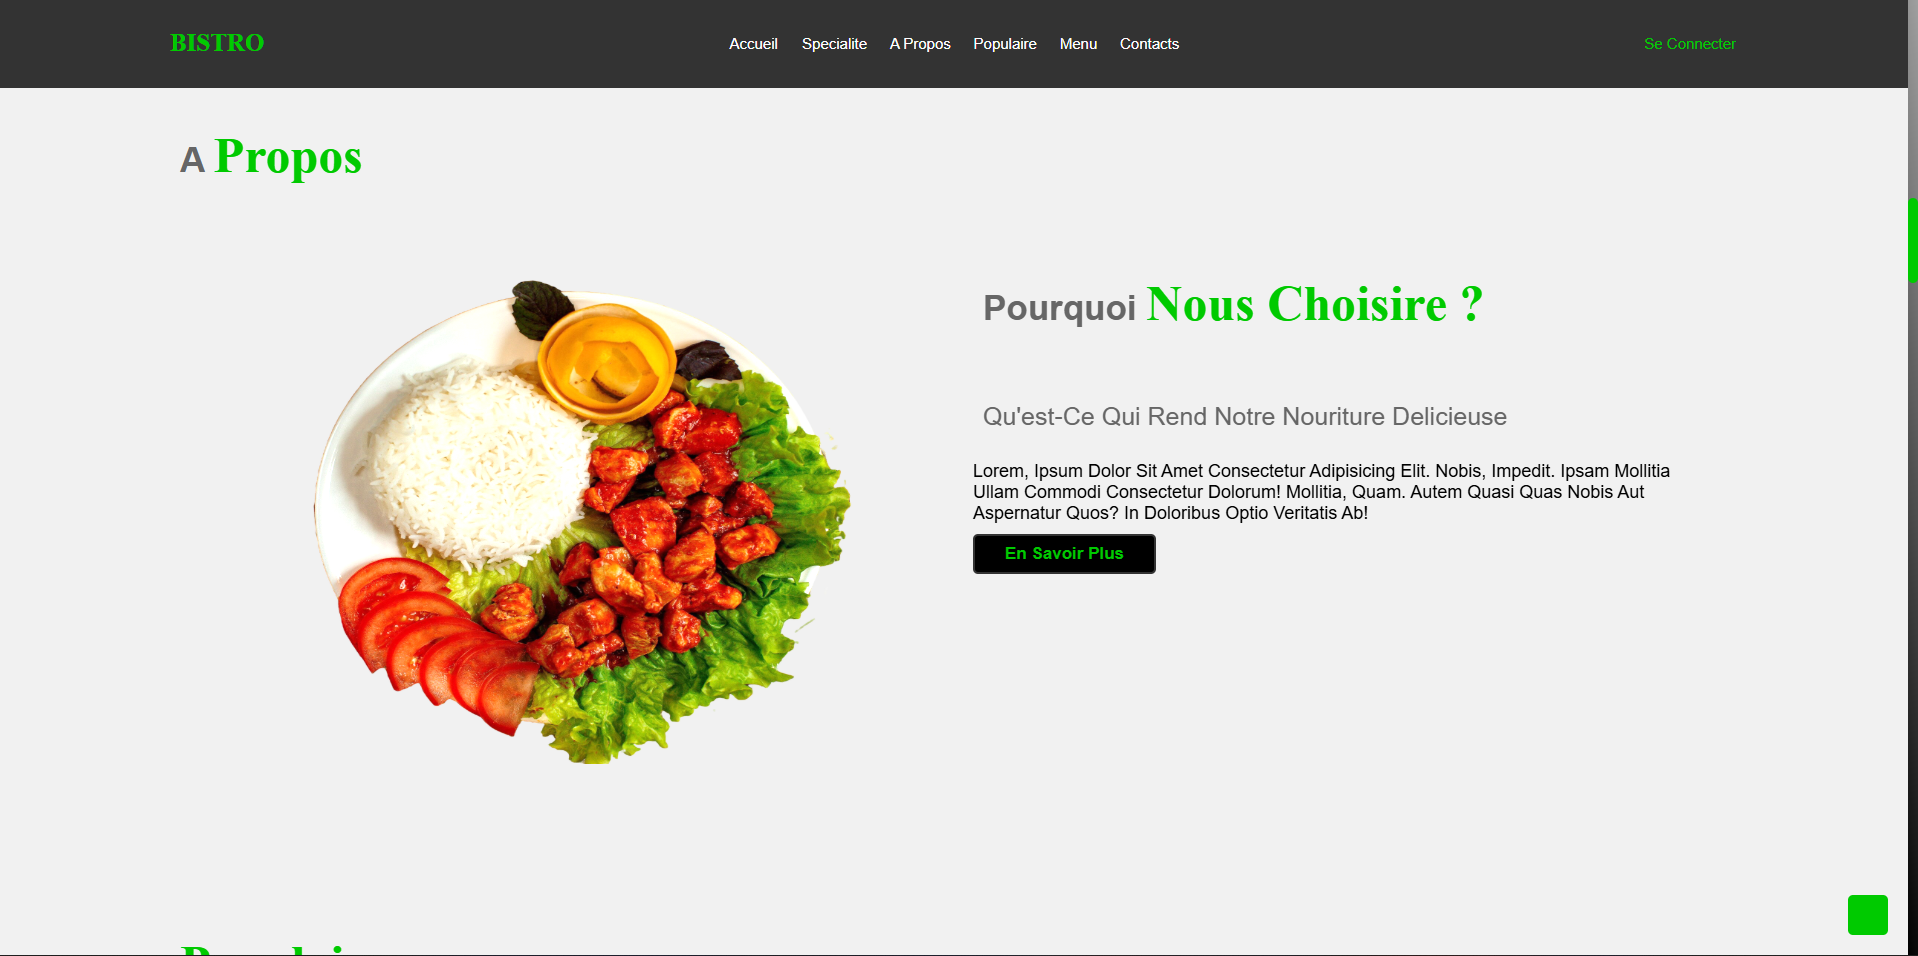 BISTRO
Accueil Specialite A Propos Populaire Menu Contacts
Se Connecter
A Propos
Pourquoi Nous Choisire ?
Qu'est-Ce Qui Rend Notre Nouriture Delicieuse
Lorem, Ipsum Dolor Sit Amet Consectetur Adipisicing Elit. Nobis, Impedit. Ipsam Mollitia
Ullam Commodi Consectetur Dolorum! Mollitia, Quam. Autem Quasi Quas Nobis Aut
Aspernatur Quos? In Doloribus Optio Veritatis Ab!
En Savoir Plus